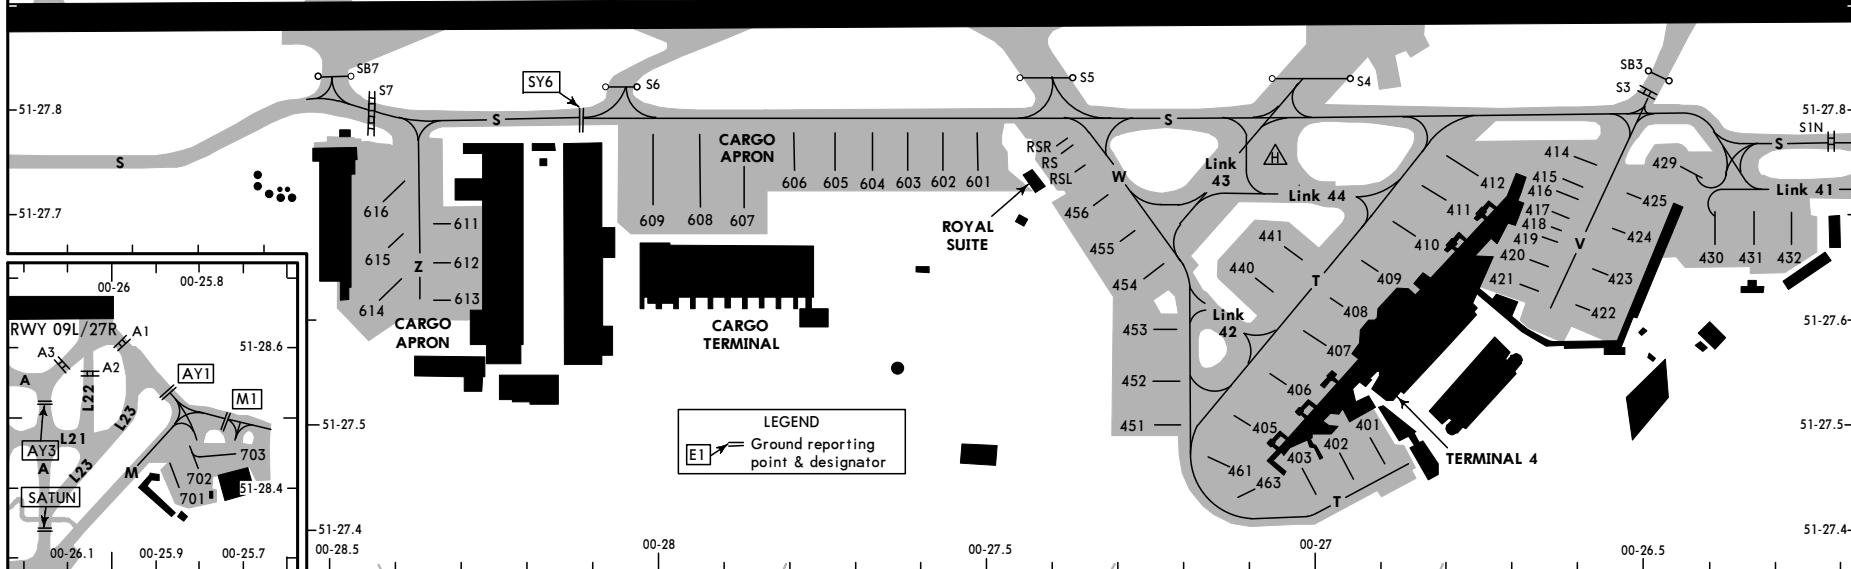 SB7
S7
SY6
S6
S5
S4
SB3
S3
51-27.8
51-27.8
S
S
S1N
S
S
CARGO
APRON
RSR
RS
RSL
W
Link
43
H
Link 44
Link 41
414
415
416
417
418
419
420
421
V
429
425
424
423
422
430
431
432
412
411
410
409
408
407
406
405
606
605
604
603
602
601
609
608
607
616
615
614
611
612
613
Z
51-27.7
ROYAL
SUITE
456
455
454
453
452
451
441
440
T
Link
42
CARGO
APRON
CARGO
TERMINAL
51-27.6
51-27.6
00-26
00-25.8
RWY 09L/27R
A1
A3
A2
51-28.6
A
L22
AY1
M1
L23
L21
AY3
A
L23
M
703
702
701
SATUN
51-28.4
00-26.1
00-25.9
00-25.7
51-27.5
51-27.5
LEGEND
E1
Ground reporting
point & designator
461
463
403
402
401
TERMINAL 4
T
51-27.4
51-27.4
00-28.5
00-28
00-27.5
00-27
00-26.5